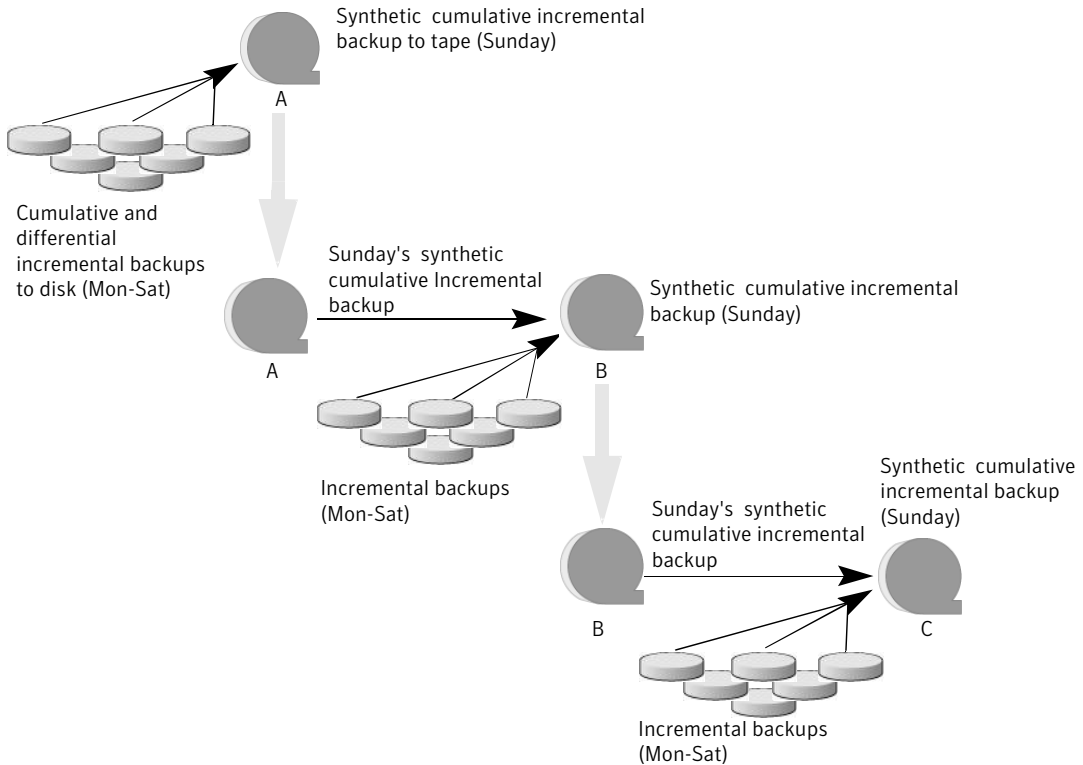 Synthetic cumulative incremental
backup to tape (Sunday)
A
Cumulative and
differential
incremental backups
to disk (Mon-Sat)
Sunday's synthetic
cumulative Incremental
backup
A
Synthetic cumulative incremental
backup (Sunday)
B
Incremental backups
(Mon-Sat)
Sunday's synthetic
cumulative incremental
backup
B
Synthetic cumulative
incremental backup
(Sunday)
C
Incremental backups
(Mon-Sat)